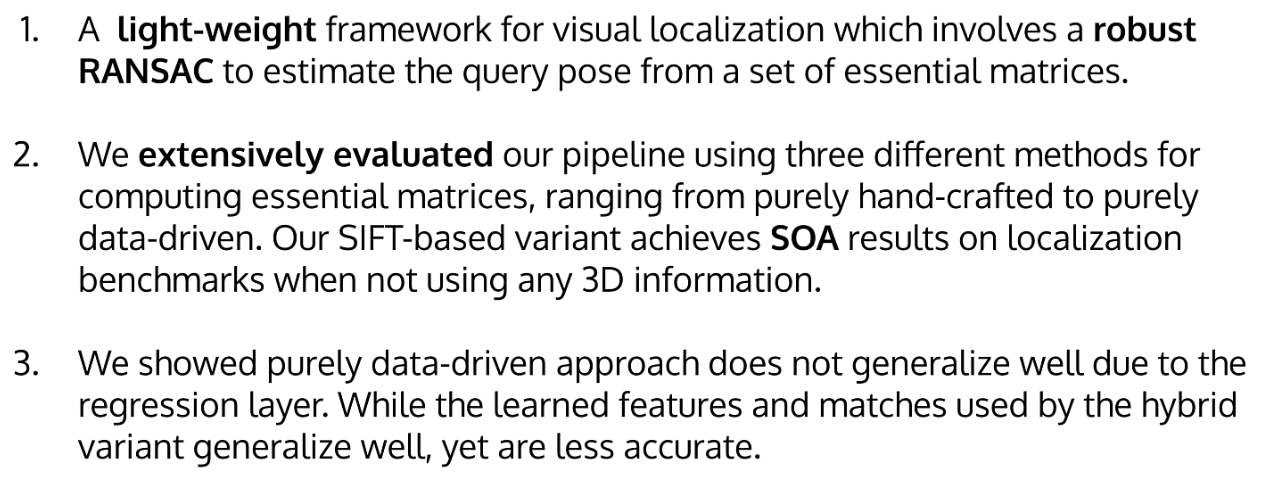 1. A light-weight framework for visual localization which involves a robust
RANSAC to estimate the query pose from a set of essential matrices.
2. We extensively evaluated our pipeline using three different methods for
computing essential matrices, ranging from purely hand-crafted to purely
data-driven. Our SIFT-based variant achieves SOA results on localization
benchmarks when not using any 3D information.
3. We showed purely data-driven approach does not generalize well due to the
regression layer. While the learned features and matches used by the hybrid
variant generalize well, yet are less accurate.